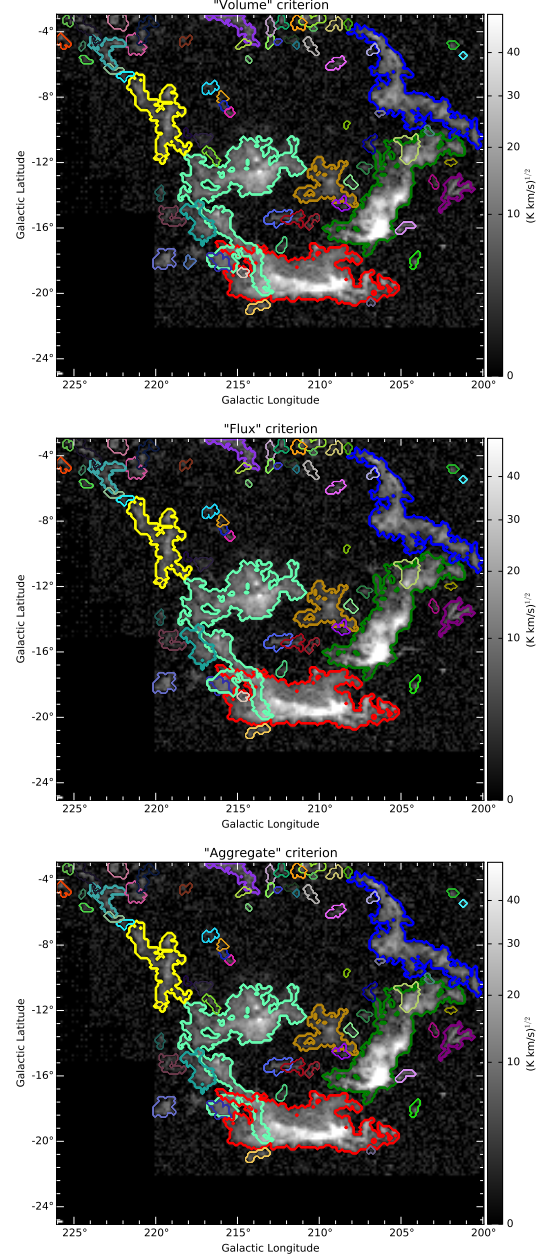 "Volume" criterion
-4°
-8°
-12°
-16°
-20°
-24°
Galactic Latitude
225° 220° 215° 210° 205° 200°
Galactic Longitude
40
30
20
10
0
(K km/s)^1/2
"Flux" criterion
-4°
-8°
-12°
-16°
-20°
-24°
Galactic Latitude
225° 220° 215° 210° 205° 200°
Galactic Longitude
40
30
20
10
0
(K km/s)^1/2
"Aggregate" criterion
-4°
-8°
-12°
-16°
-20°
-24°
Galactic Latitude
225° 220° 215° 210° 205° 200°
Galactic Longitude
40
30
20
10
0
(K km/s)^1/2